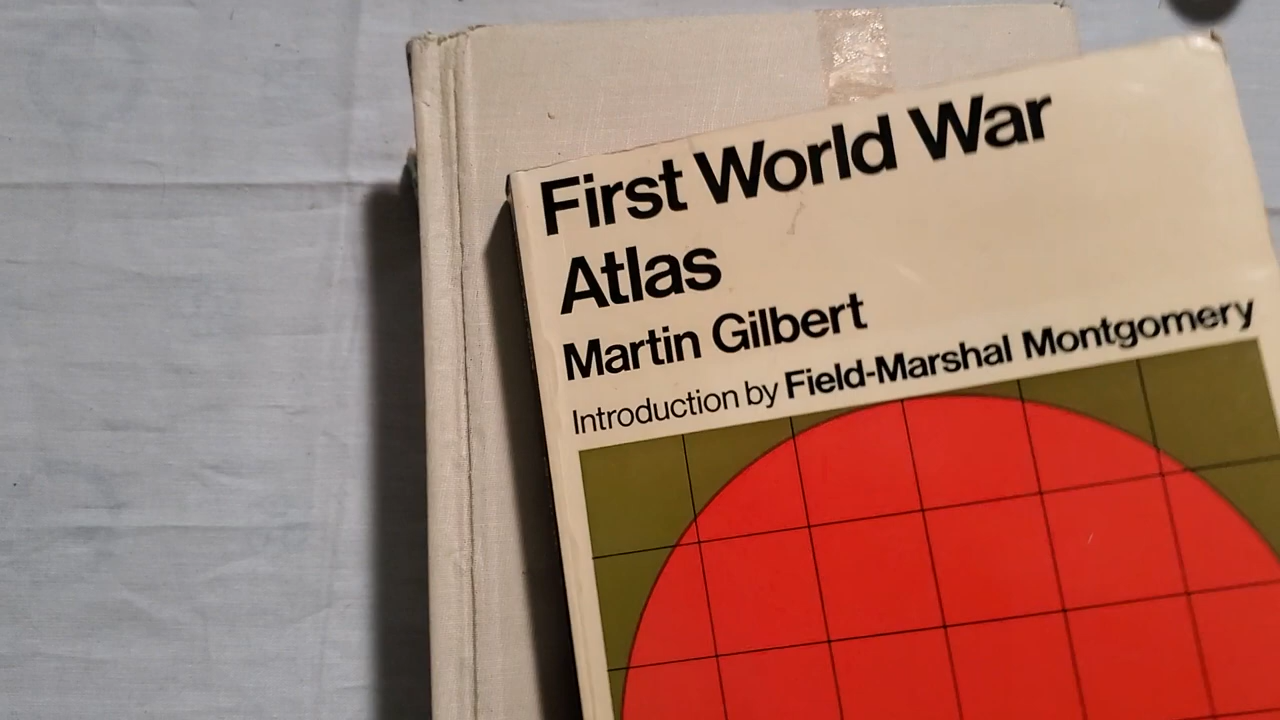 First World War
Atlas
Martin Gilbert
Introduction by Field-Marshal Montgomery